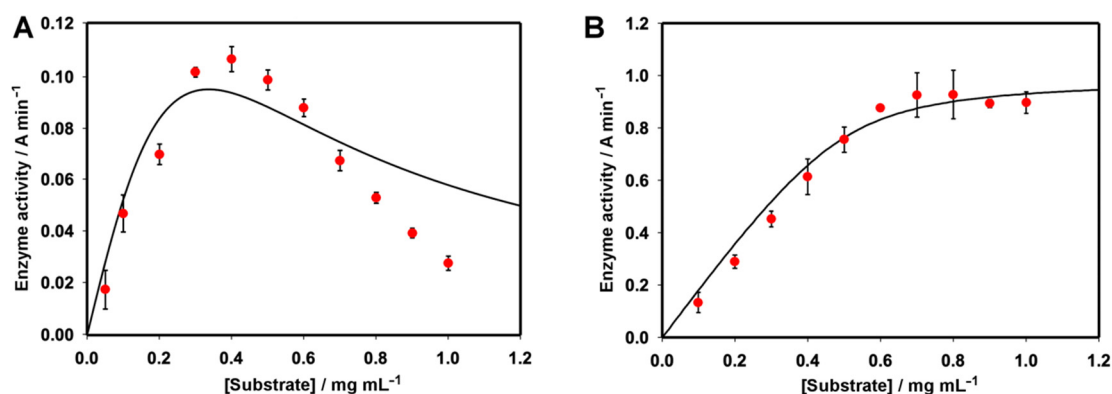 A
B
Enzyme activity / A min⁻¹
0.12
0.10
0.08
0.06
0.04
0.02
0.00
0.0 0.2 0.4 0.6 0.8 1.0 1.2
[Substrate] / mg mL⁻¹
Enzyme activity / A min⁻¹
1.2
1.0
0.8
0.6
0.4
0.2
0.0
0.0 0.2 0.4 0.6 0.8 1.0 1.2
[Substrate] / mg mL⁻¹